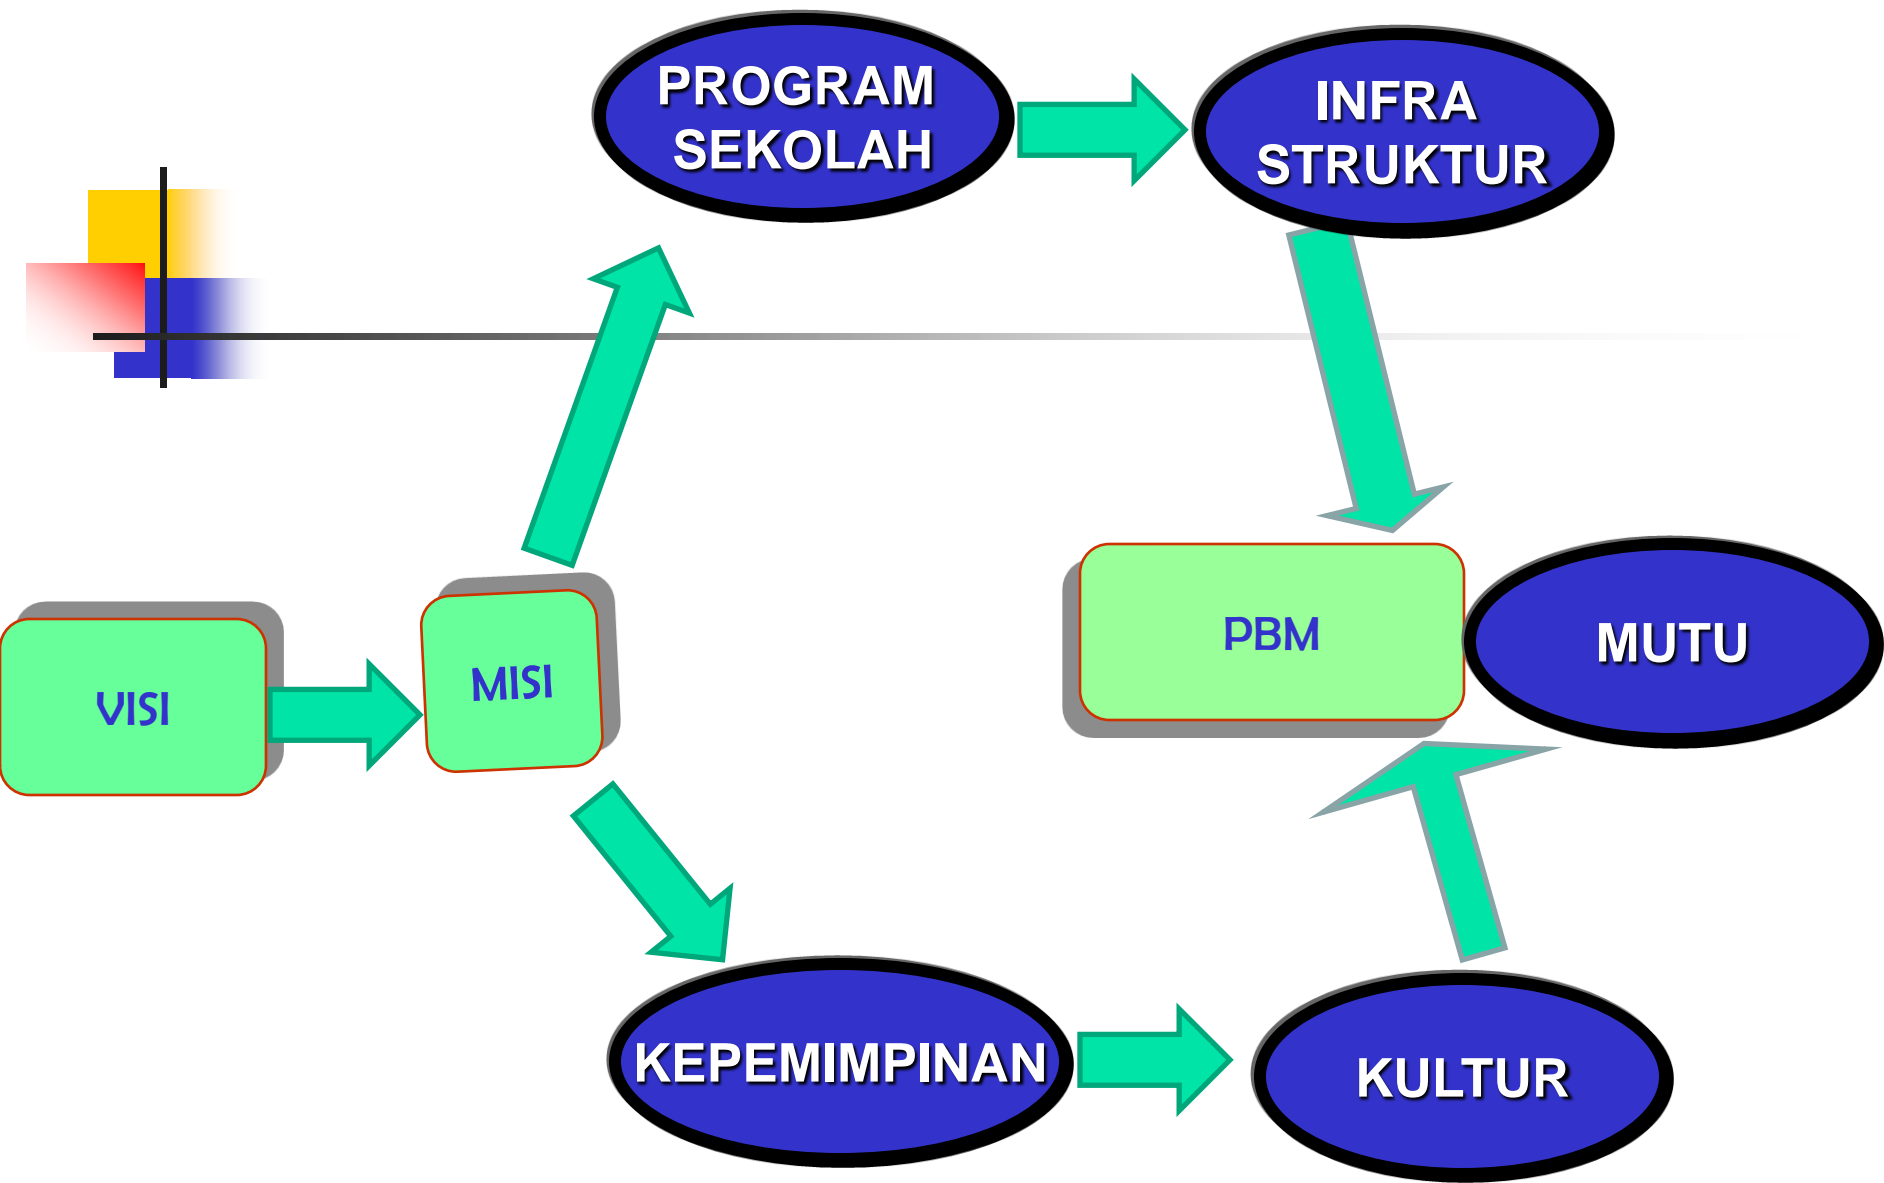 PROGRAM
SEKOLAH
INFRA
STRUKTUR
VISI
MISI
PBM
MUTU
KEPEMIMPINAN
KULTUR